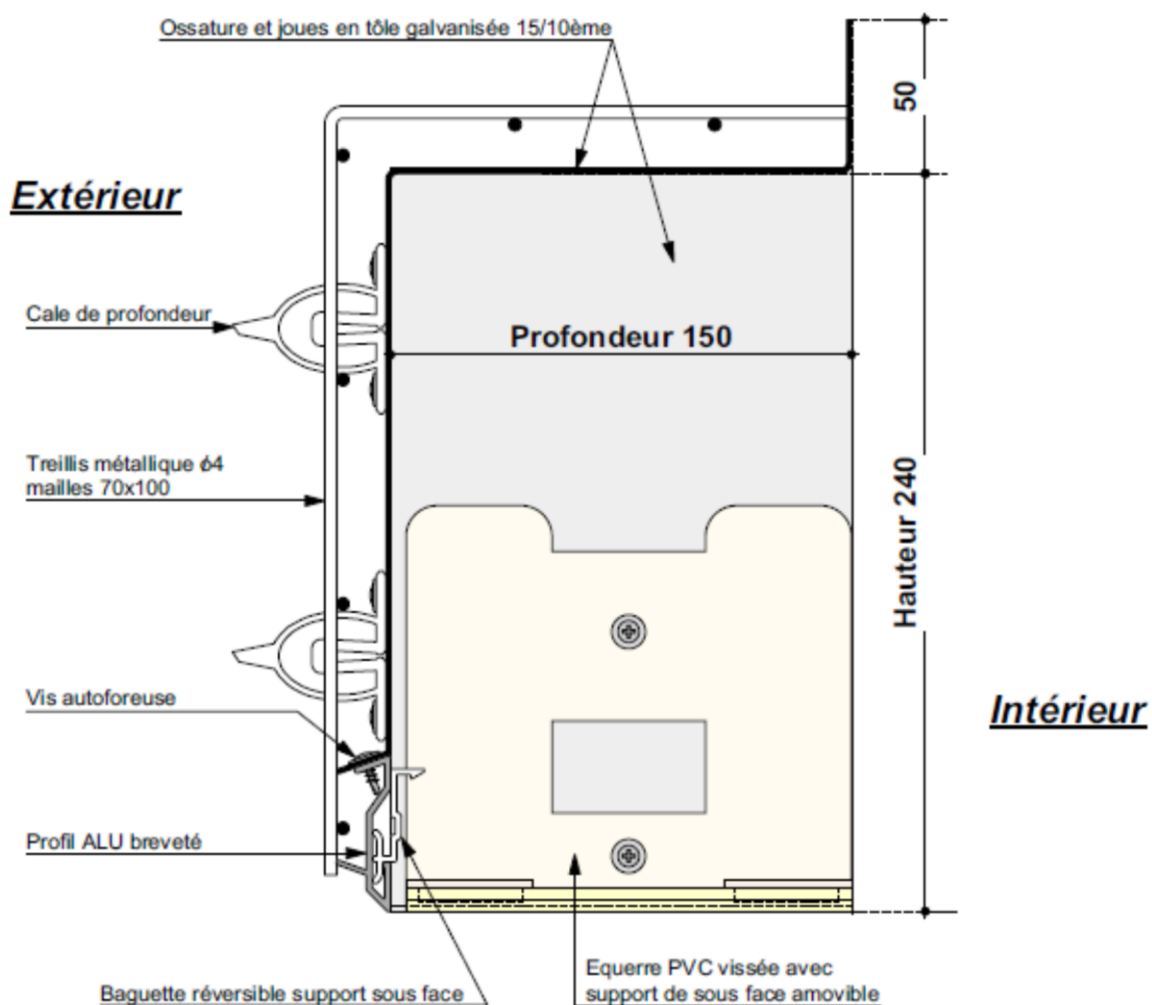 Ossature et joues en tôle galvanisée 15/10ème
50
Extérieur
Cale de profondeur
Profondeur 150
Treillis métallique ϕ4
mailles 70x100
Hauteur 240
Vis autoforeuse
Intérieur
Profil ALU breveté
Equerre PVC vissée avec
support de sous face amovible
Baguette réversible support sous face